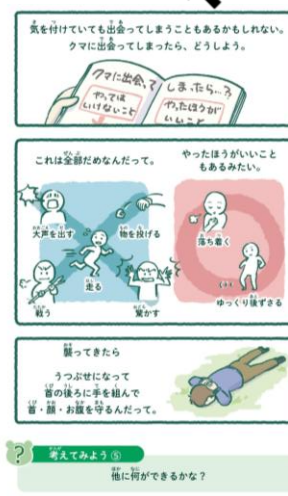 気を付けていても出会ってしまうこともあるかもしれない。
クマに出会ってしまったら、どうしよう。
クマに出会って
しまったら…?
やっては
いけないこと
やったほうが
いいこと
これは全部だめなんだって。
やったほうがいいこと
もあるみたい。
大声を出す
物を投げる
走る
戦う
驚かす
落ち着く
ゆっくり後ずさる
襲ってきたら
うつぶせになって
首の後ろに手を組んで
首・顔・お腹を守るんだって。
?
考えてみよう ⑤
他に何ができるかな?